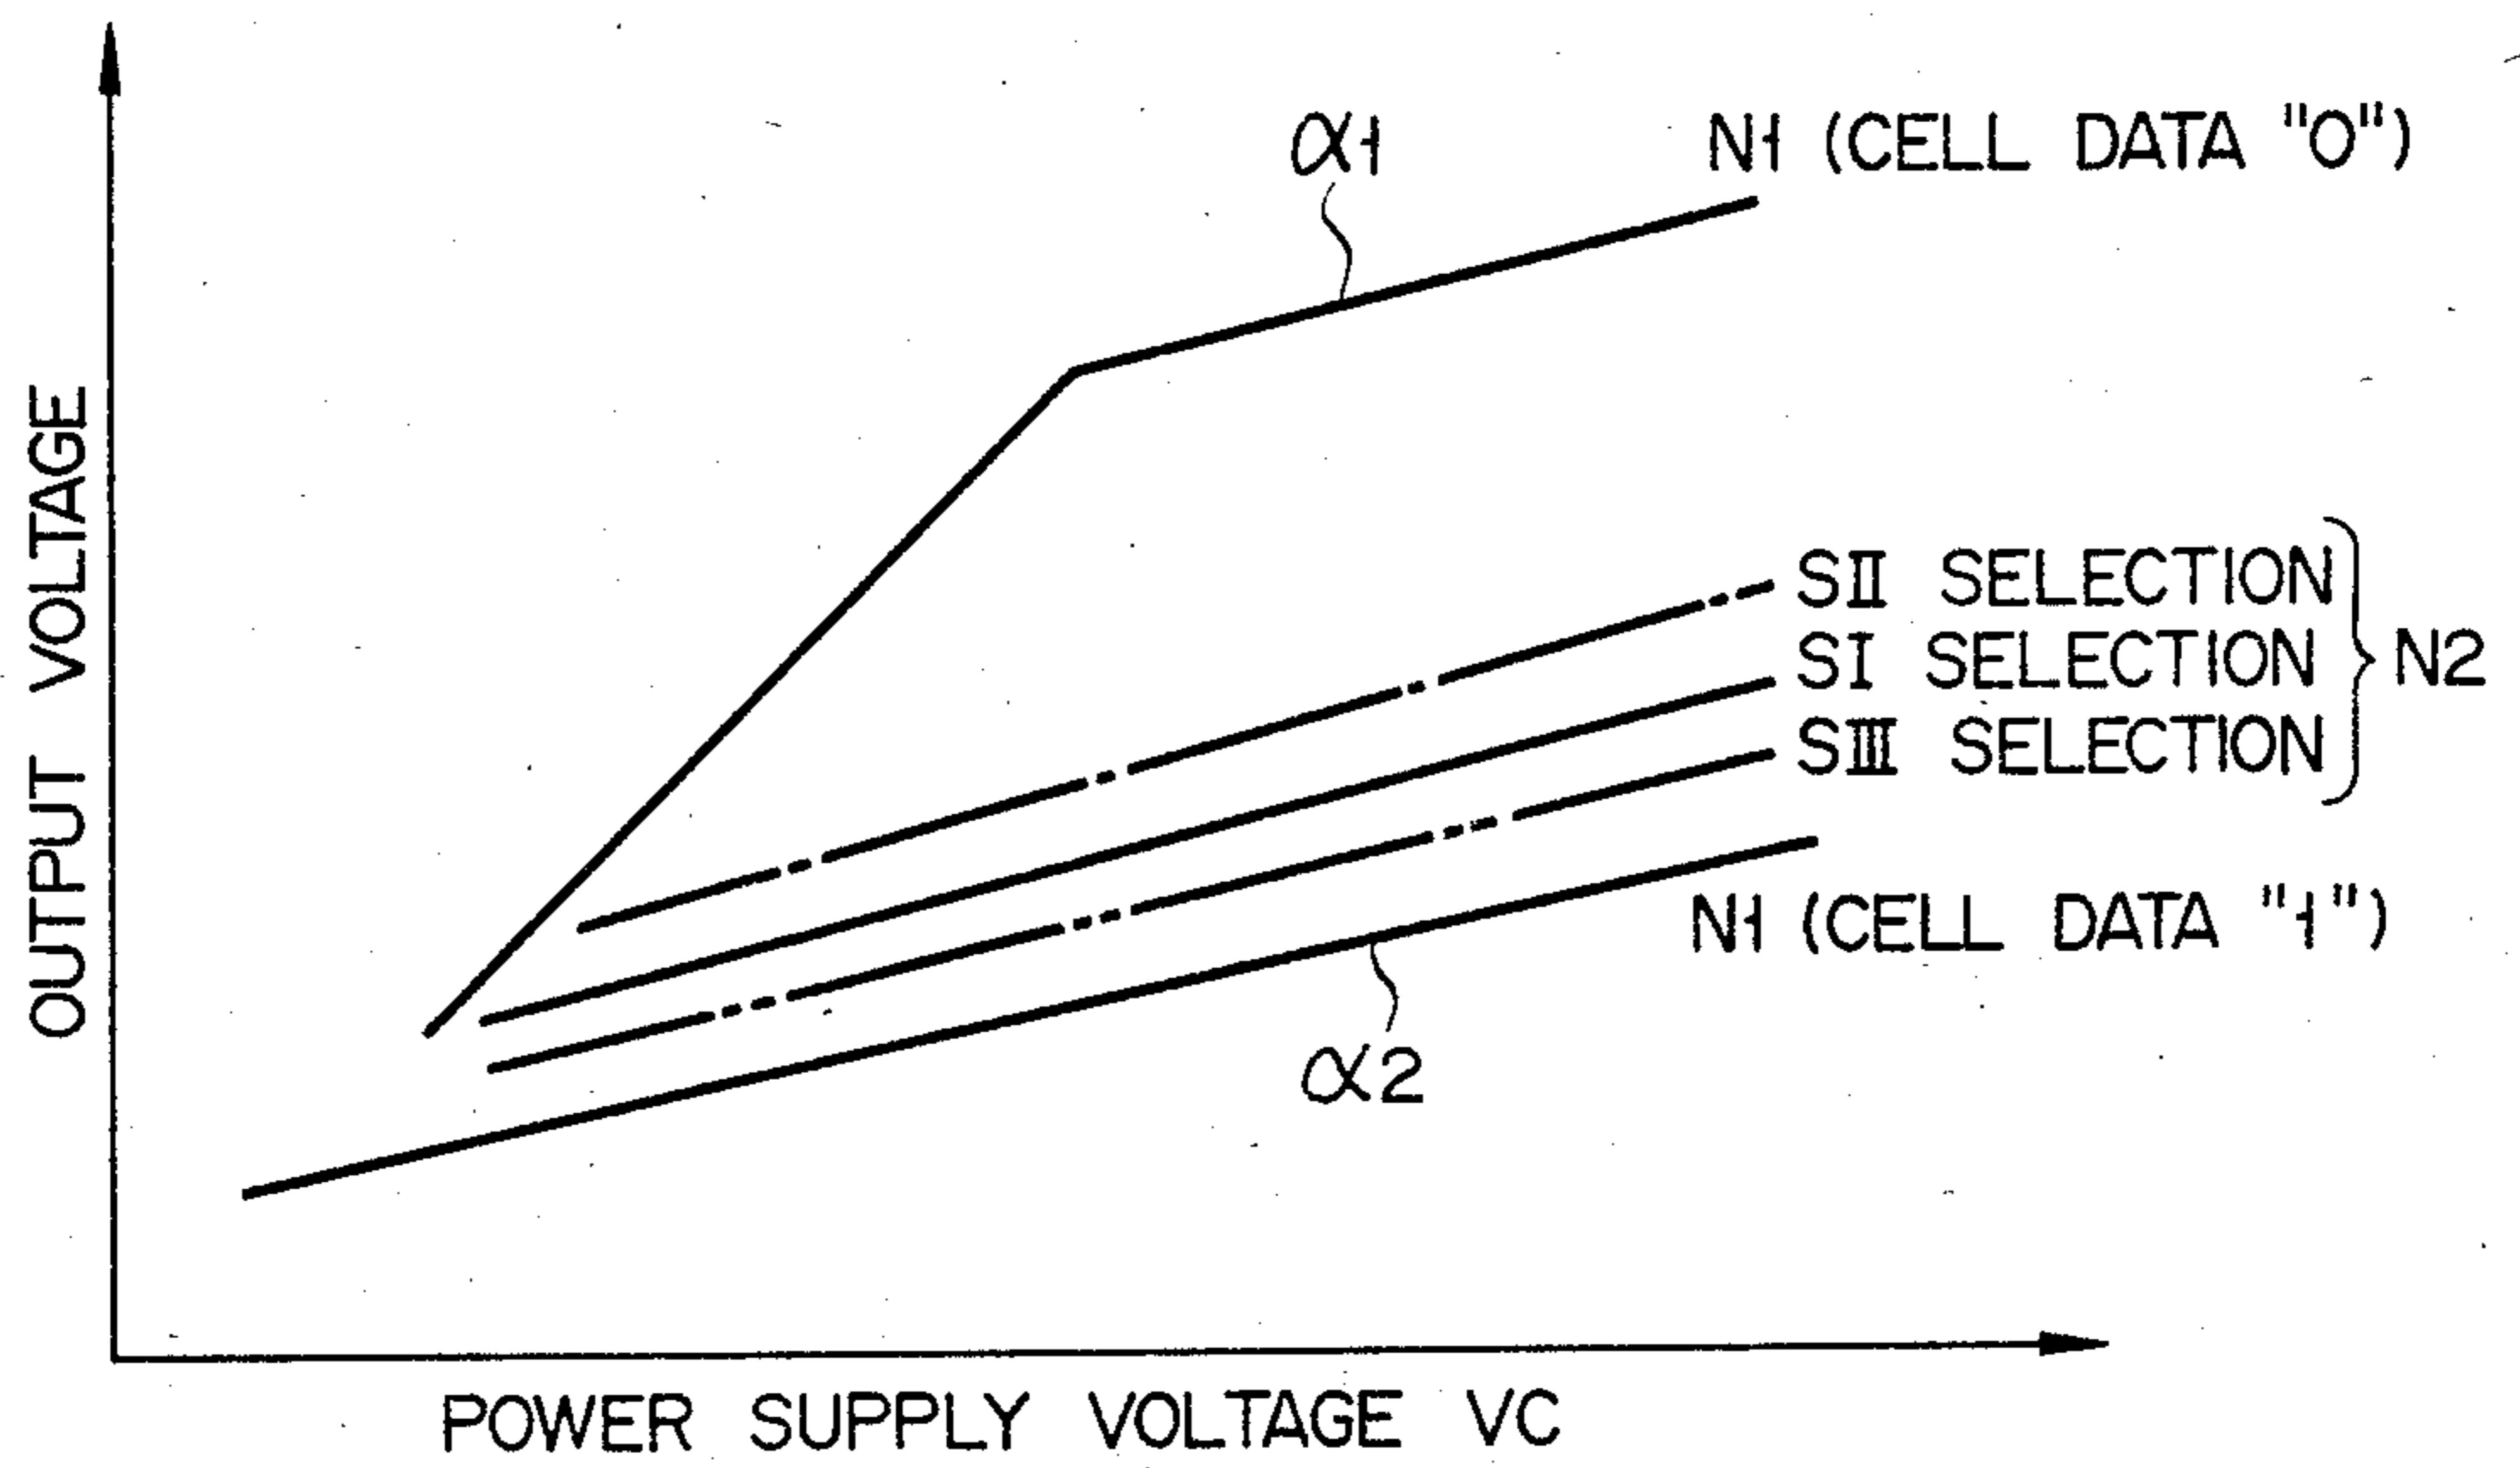 α1
N1 (CELL DATA "0")
OUTPUT VOLTAGE
SII SELECTION
SI SELECTION
N2
SIII SELECTION
N1 (CELL DATA "1")
α2
POWER SUPPLY VOLTAGE VC